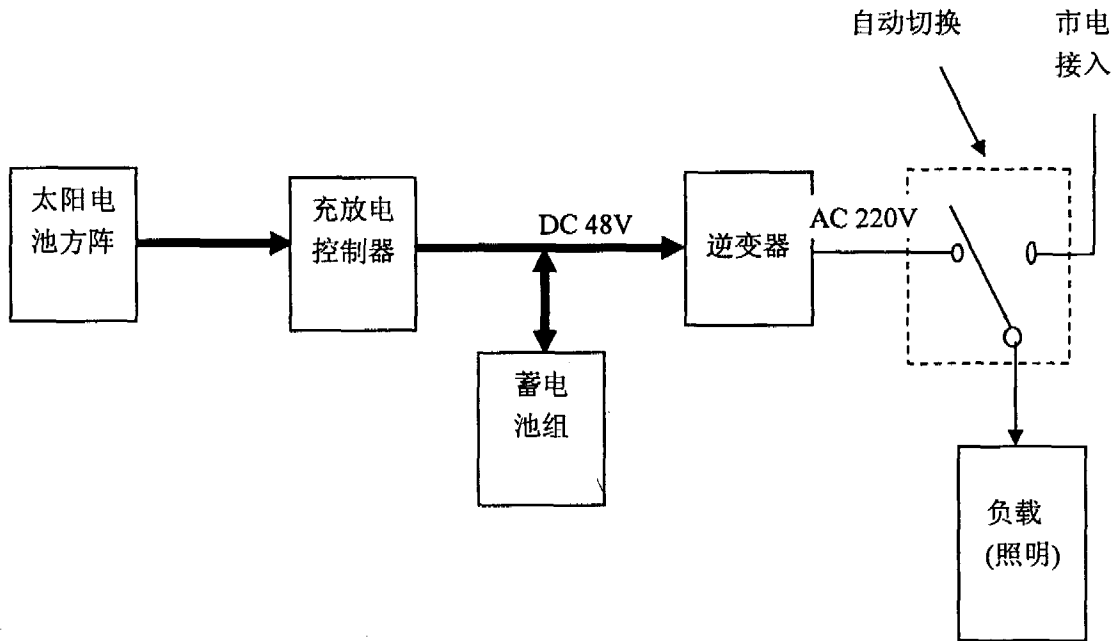 自动切换
市电
接入
太阳电
池方阵
充放电
控制器
DC 48V
逆变器
AC 220V
蓄电
池组
负载
(照明)